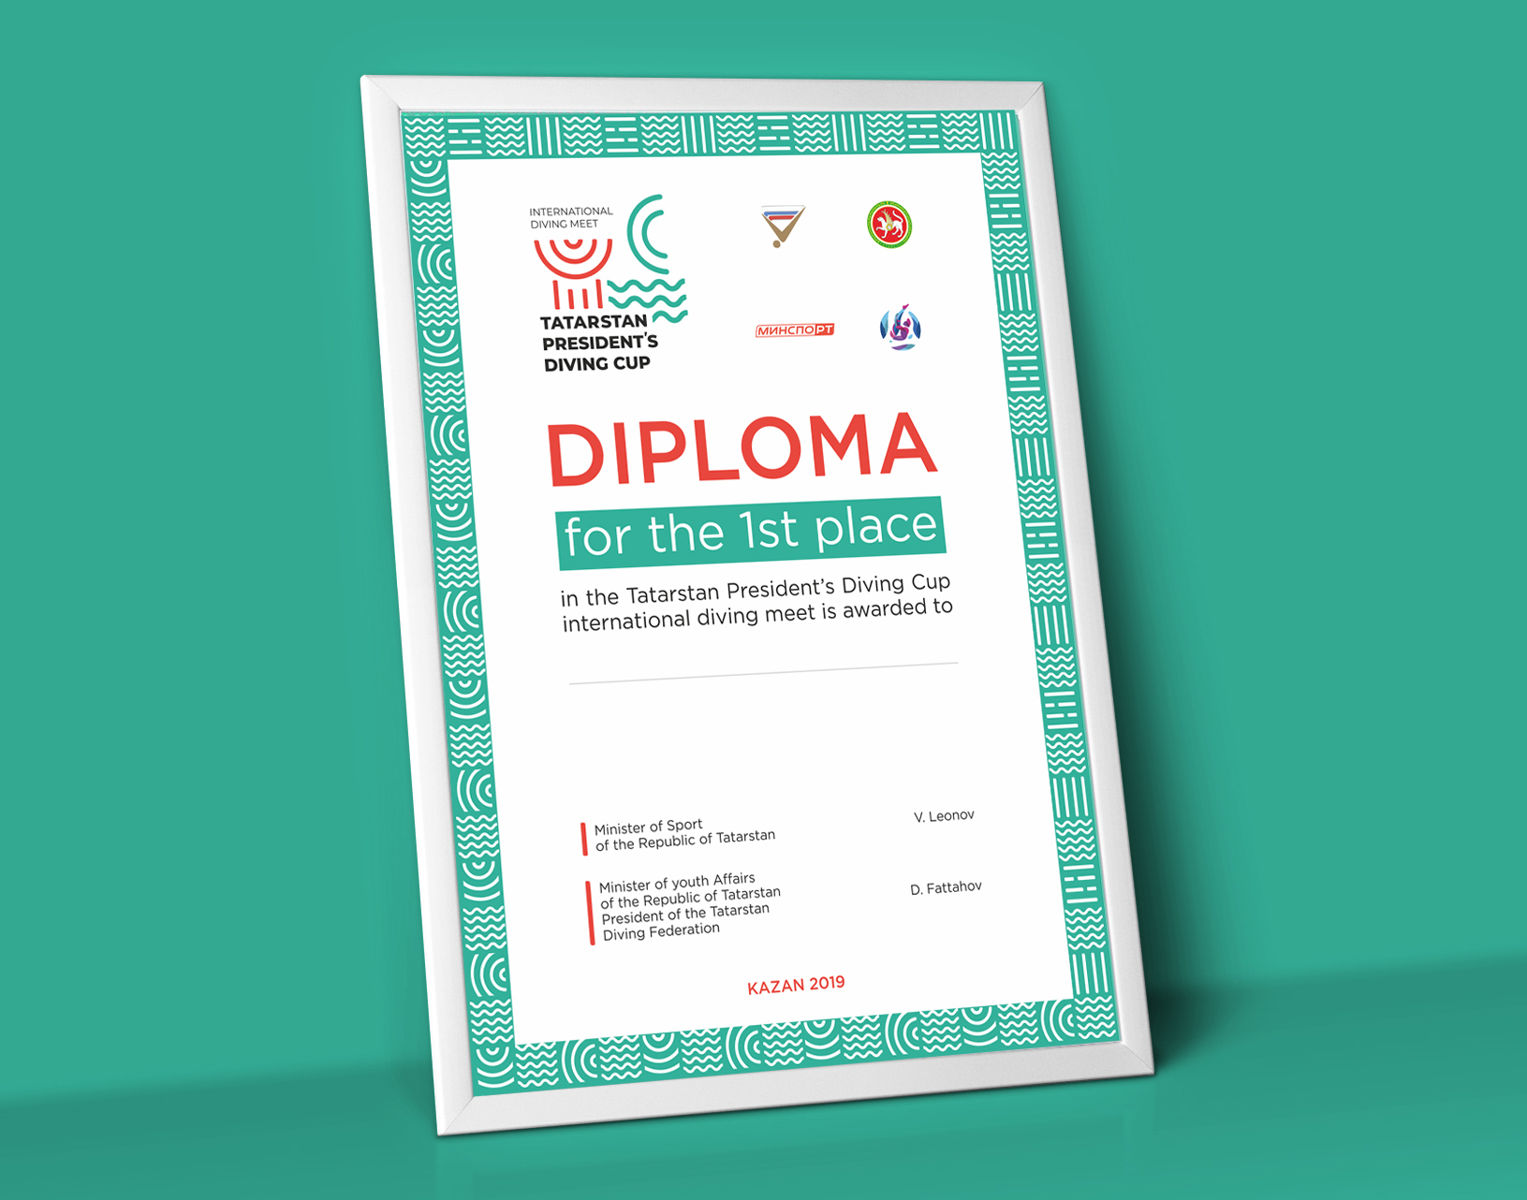 INTERNATIONAL
DIVING MEET
TATARSTAN
PRESIDENT'S
DIVING CUP
МИНСПОРТ
DIPLOMA
for the 1st place
in the Tatarstan President’s Diving Cup
international diving meet is awarded to
Minister of Sport
of the Republic of Tatarstan
V. Leonov
Minister of youth Affairs
of the Republic of Tatarstan
President of the Tatarstan
Diving Federation
D. Fattahov
KAZAN 2019